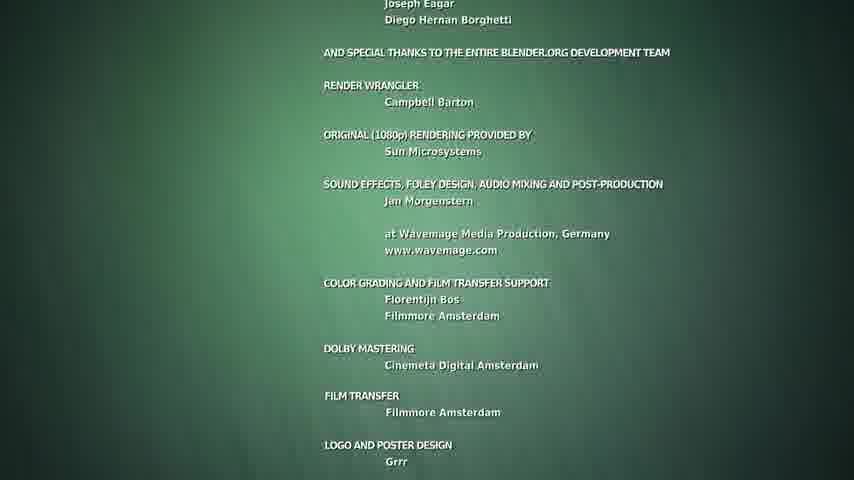 Joseph Eagar
Diego Hernan Borghetti
AND SPECIAL THANKS TO THE ENTIRE BLENDER.ORG DEVELOPMENT TEAM
RENDER WRANGLER
Campbell Barton
ORIGINAL (1080p) RENDERING PROVIDED BY
Sun Microsystems
SOUND EFFECTS, FOLEY DESIGN, AUDIO MIXING AND POST-PRODUCTION
Jan Morgenstern
at Wavemage Media Production, Germany
www.wavemage.com
COLOR GRADING AND FILM TRANSFER SUPPORT
Florentijn Bos
Filmmore Amsterdam
DOLBY MASTERING
Cinemeta Digital Amsterdam
FILM TRANSFER
Filmmore Amsterdam
LOGO AND POSTER DESIGN
Grrr